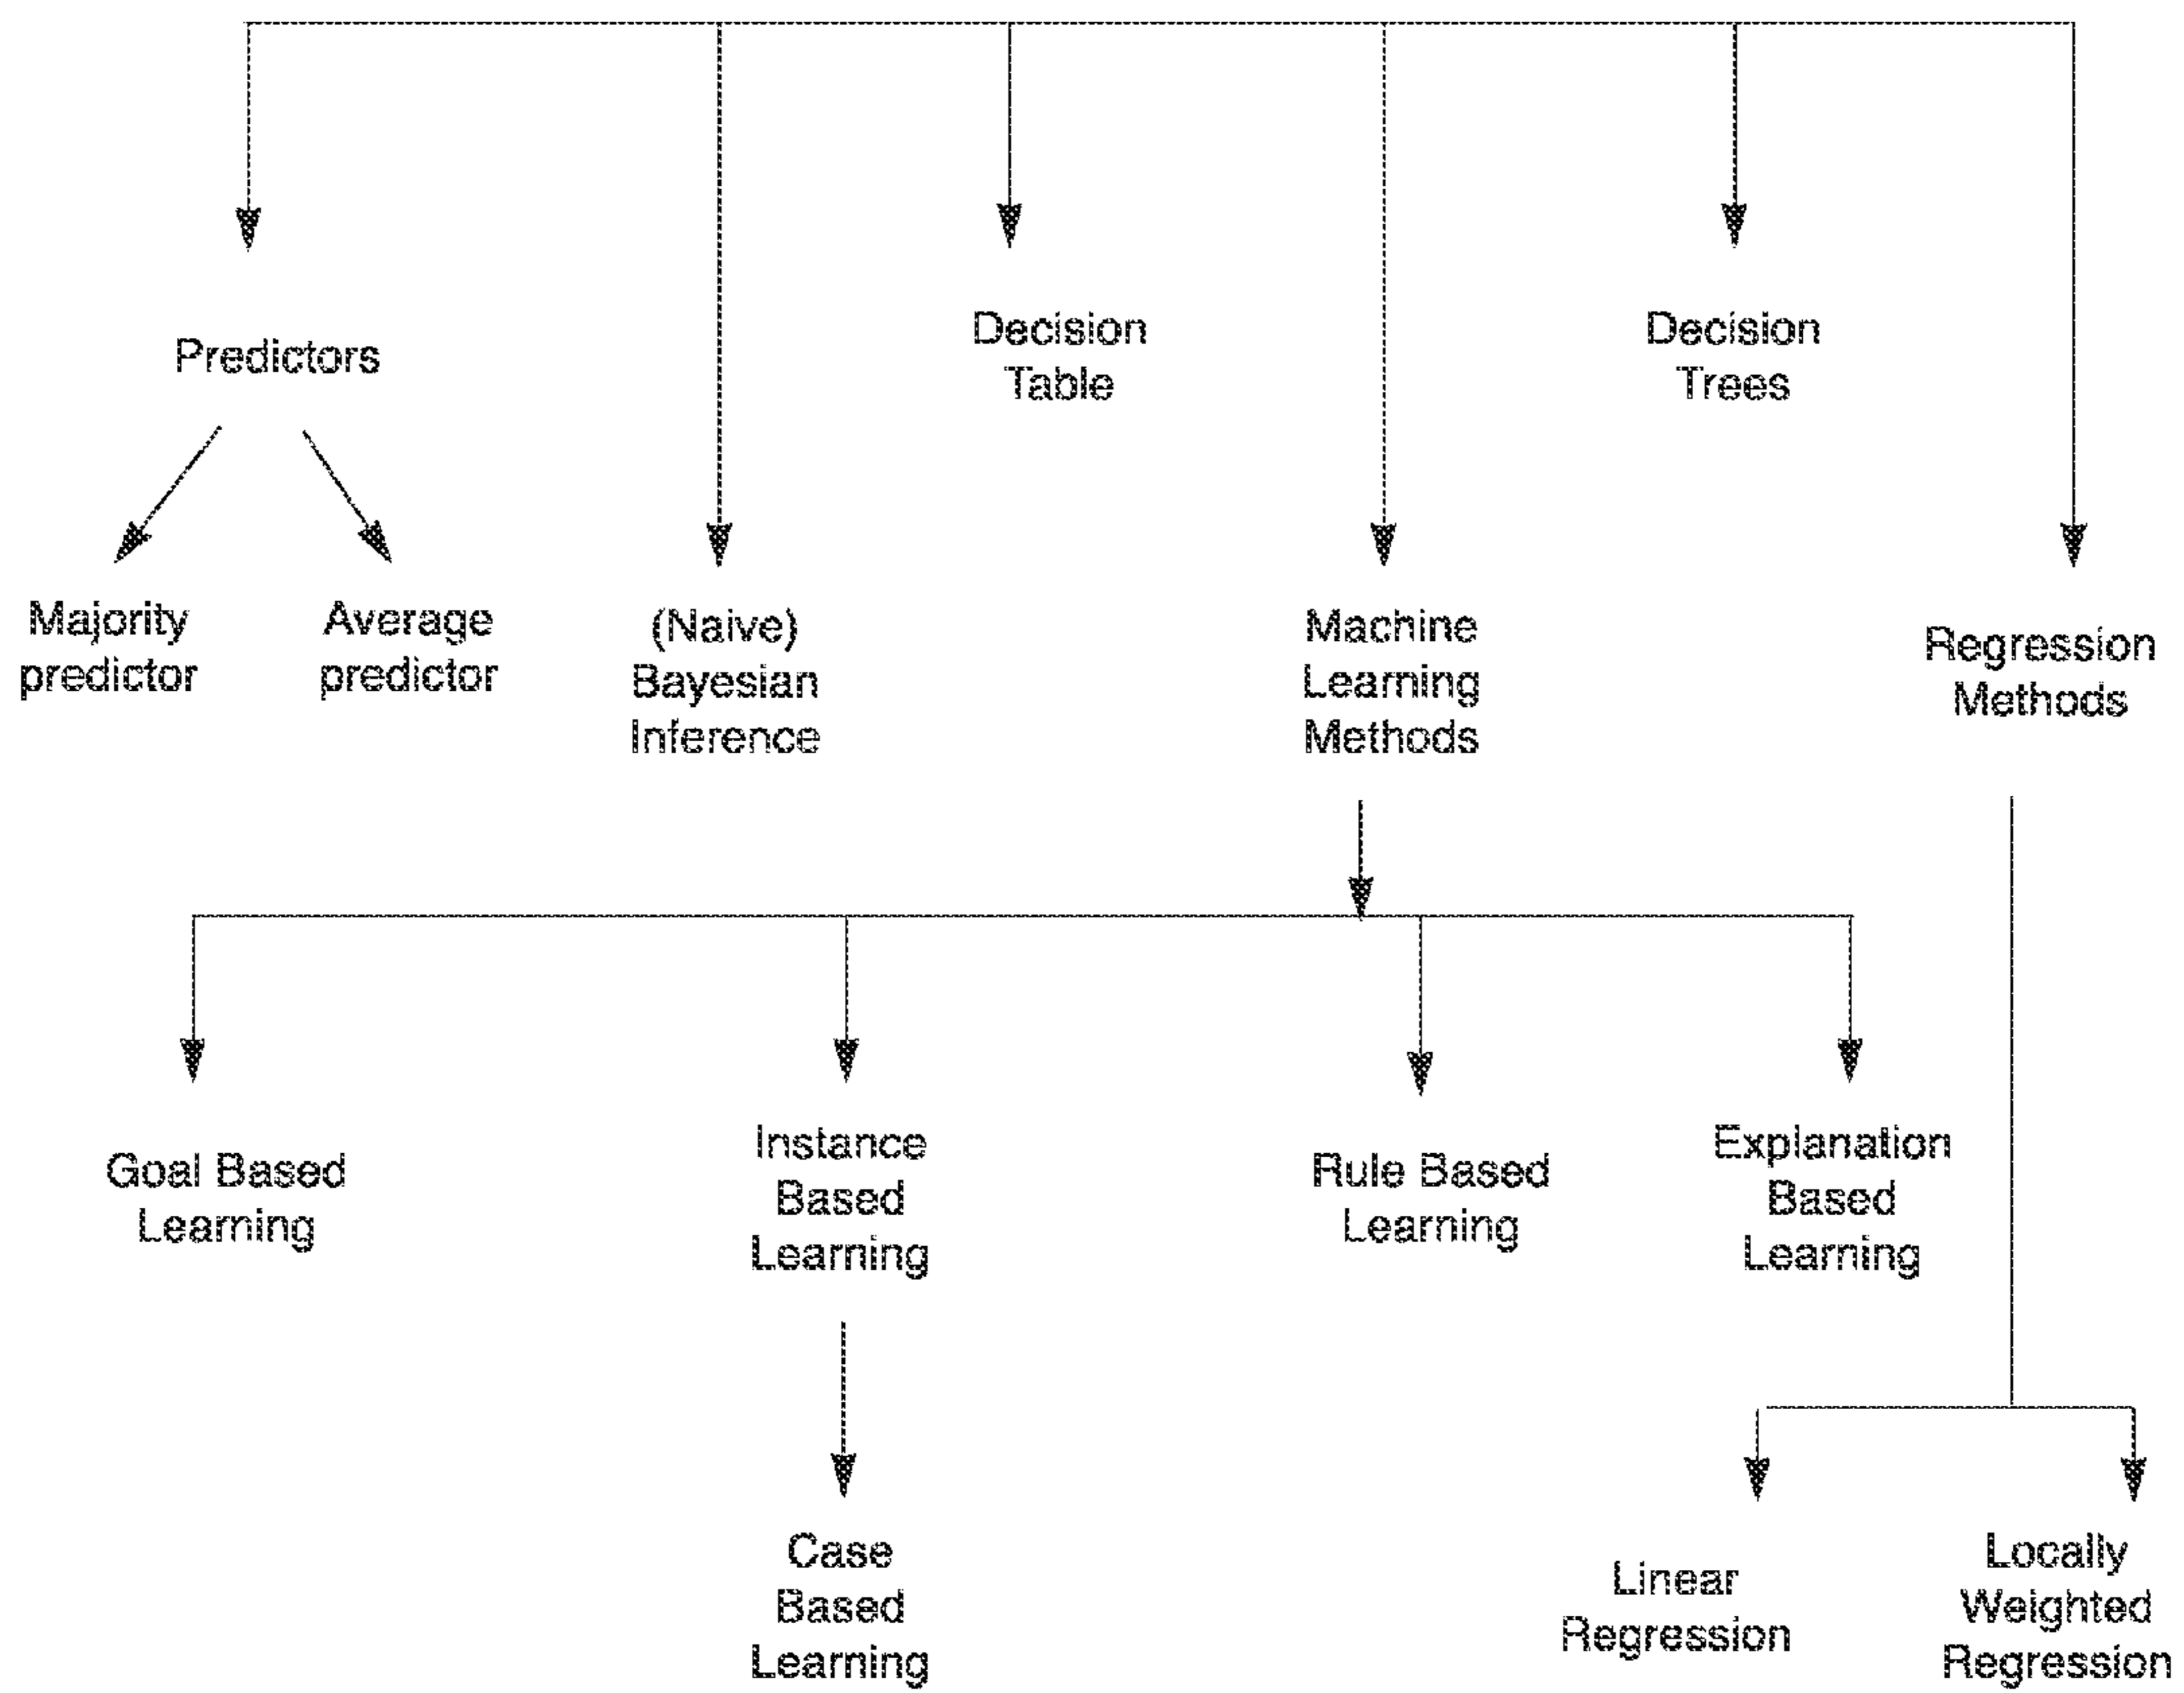 Predictors
Decision
Table
Decision
Trees
Majority
predictor
Average
predictor
(Naive)
Bayesian
Inference
Machine
Learning
Methods
Regression
Methods
Goal Based
Learning
Instance
Based
Learning
Rule Based
Learning
Explanation
Based
Learning
Case
Based
Learning
Linear
Regression
Locally
Weighted
Regression